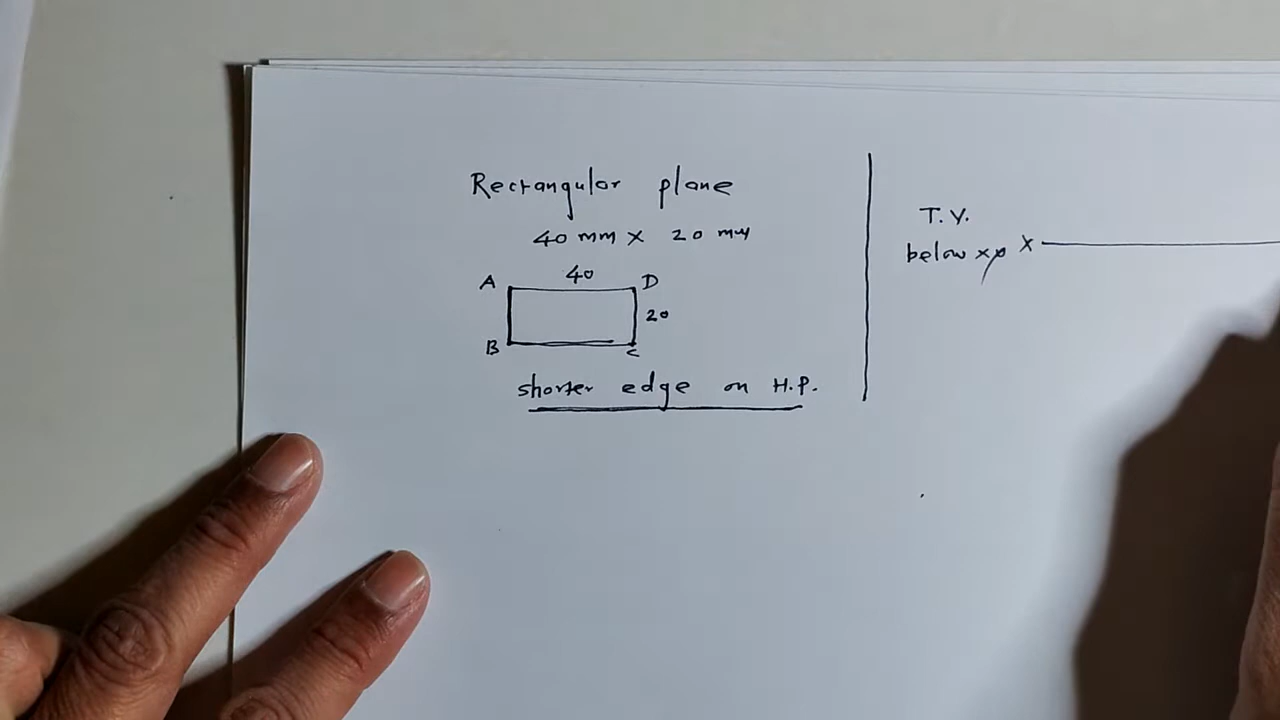 Rectangular plane
40 mm x 20 mm
40
A D
20
B C
shorter edge on H.P.
T.V.
below xy x